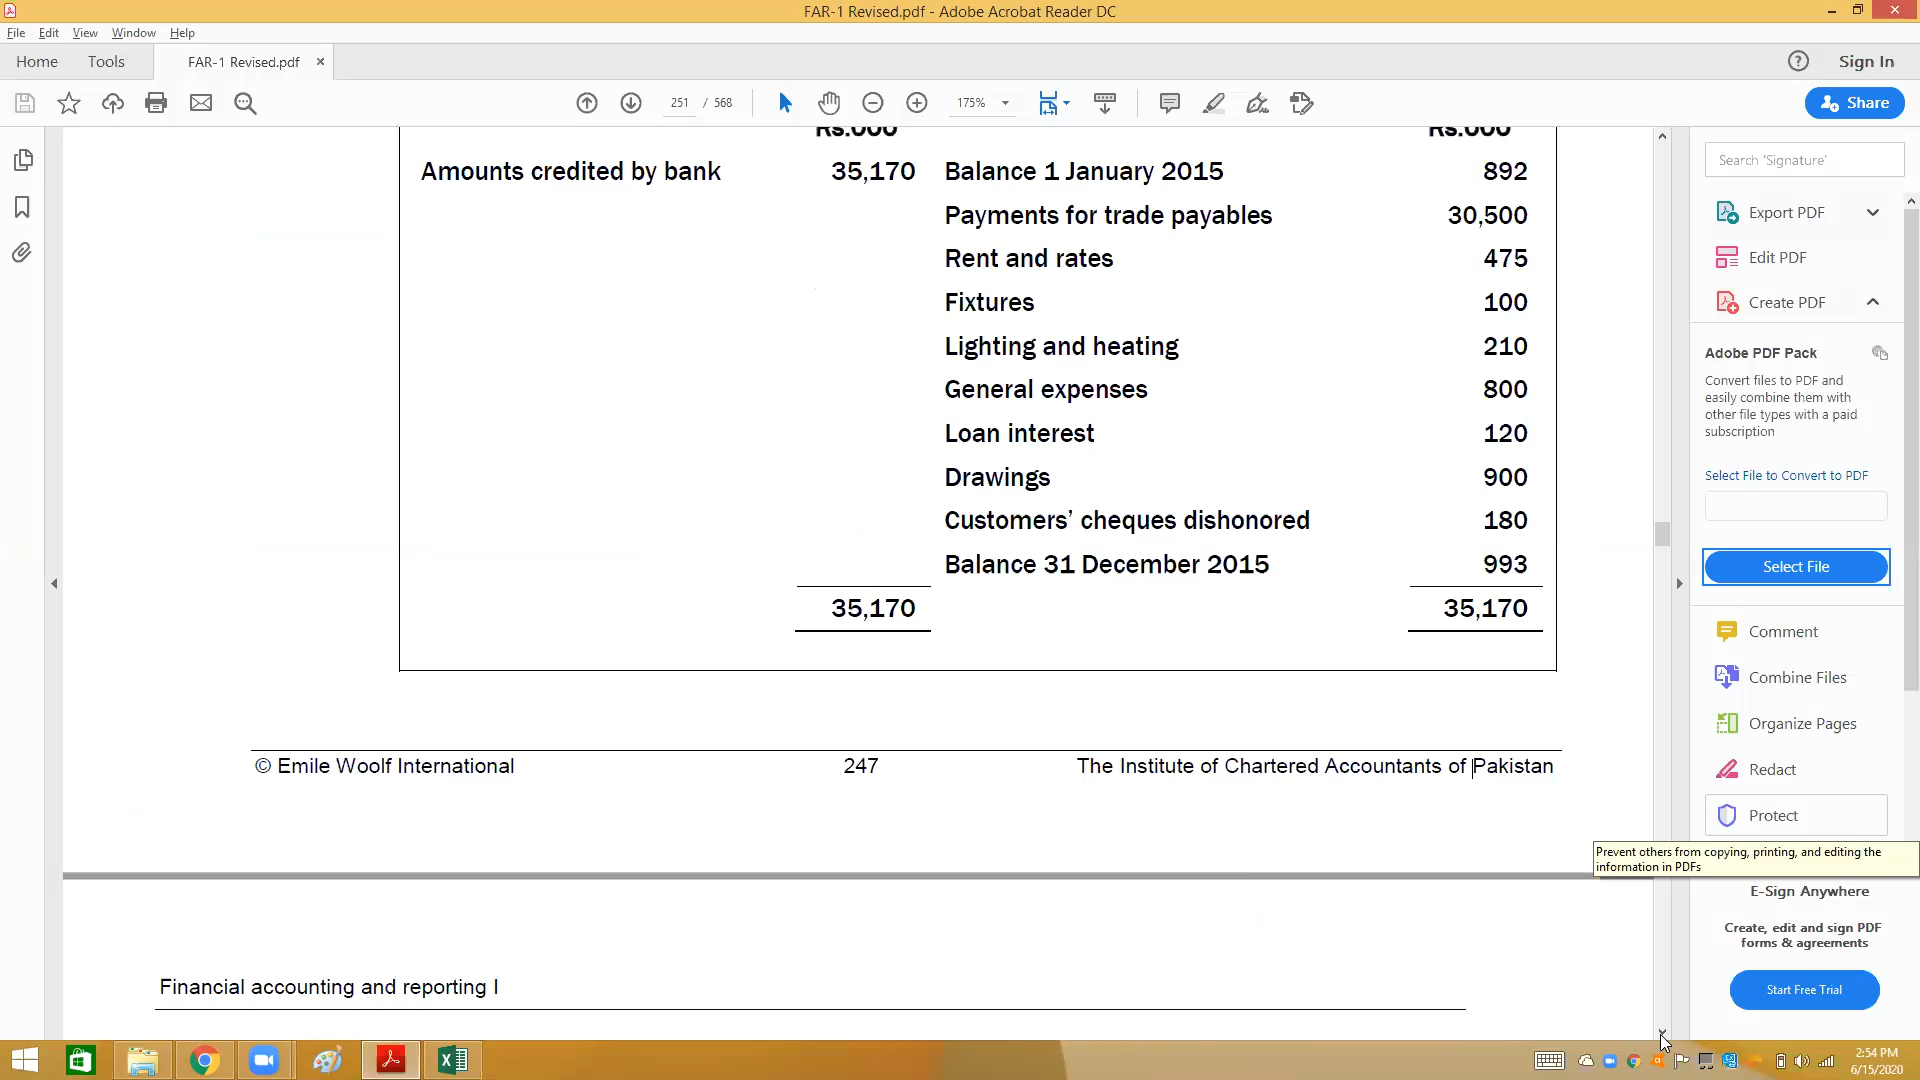 FAR-1 Revised.pdf - Adobe Acrobat Reader DC
File Edit View Window Help
Home Tools FAR-1 Revised.pdf × Sign In
251 / 568 175% Share
Rs.000 Rs.000
Amounts credited by bank 35,170 Balance 1 January 2015 892
Payments for trade payables 30,500
Rent and rates 475
Fixtures 100
Lighting and heating 210
General expenses 800
Loan interest 120
Drawings 900
Customers’ cheques dishonored 180
Balance 31 December 2015 993
35,170 35,170
© Emile Woolf International 247 The Institute of Chartered Accountants of Pakistan
Financial accounting and reporting I
Search 'Signature'
Export PDF
Edit PDF
Create PDF
Adobe PDF Pack
Convert files to PDF and
easily combine them with
other file types with a paid
subscription
Select File to Convert to PDF
Select File
Comment
Combine Files
Organize Pages
Redact
Protect
Prevent others from copying, printing, and editing the
information in PDFs
E-Sign Anywhere
Create, edit and sign PDF
forms & agreements
Start Free Trial
2:54 PM
6/15/2020